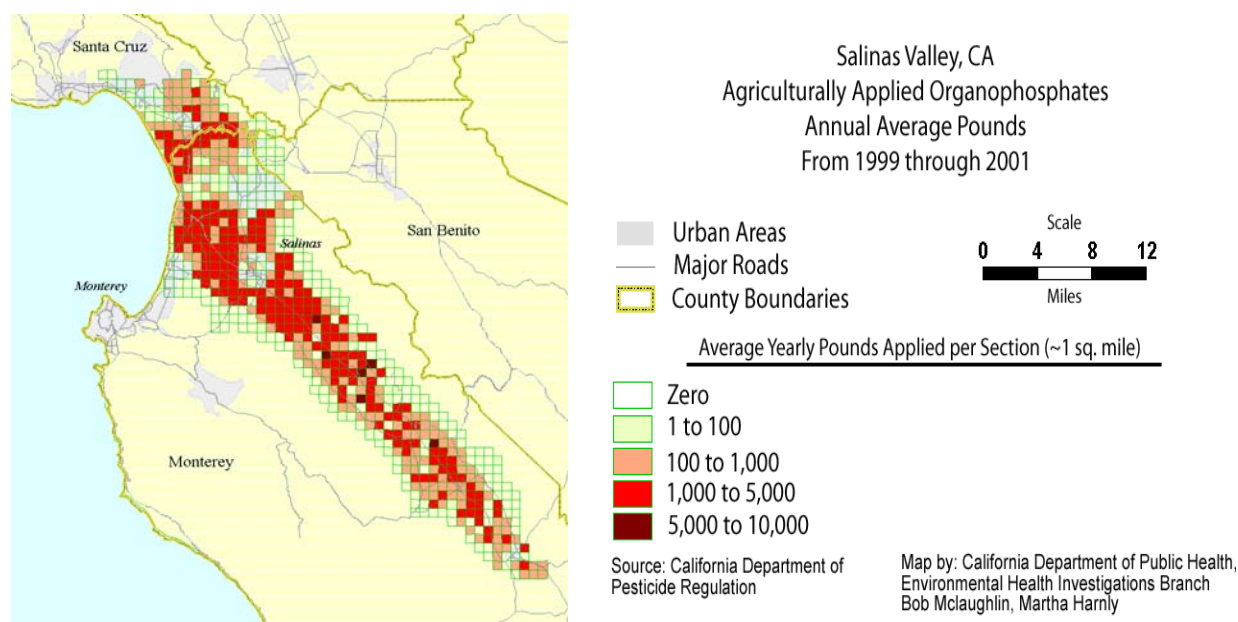 Santa Cruz
San Benito
Salinas
Monterey
Monterey
Salinas Valley, CA
Agriculturally Applied Organophosphates
Annual Average Pounds
From 1999 through 2001
Urban Areas
Major Roads
County Boundaries
Scale
0 4 8 12
Miles
Average Yearly Pounds Applied per Section (~1 sq. mile)
Zero
1 to 100
100 to 1,000
1,000 to 5,000
5,000 to 10,000
Source: California Department of
Pesticide Regulation
Map by: California Department of Public Health,
Environmental Health Investigations Branch
Bob Mclaughlin, Martha Harnly